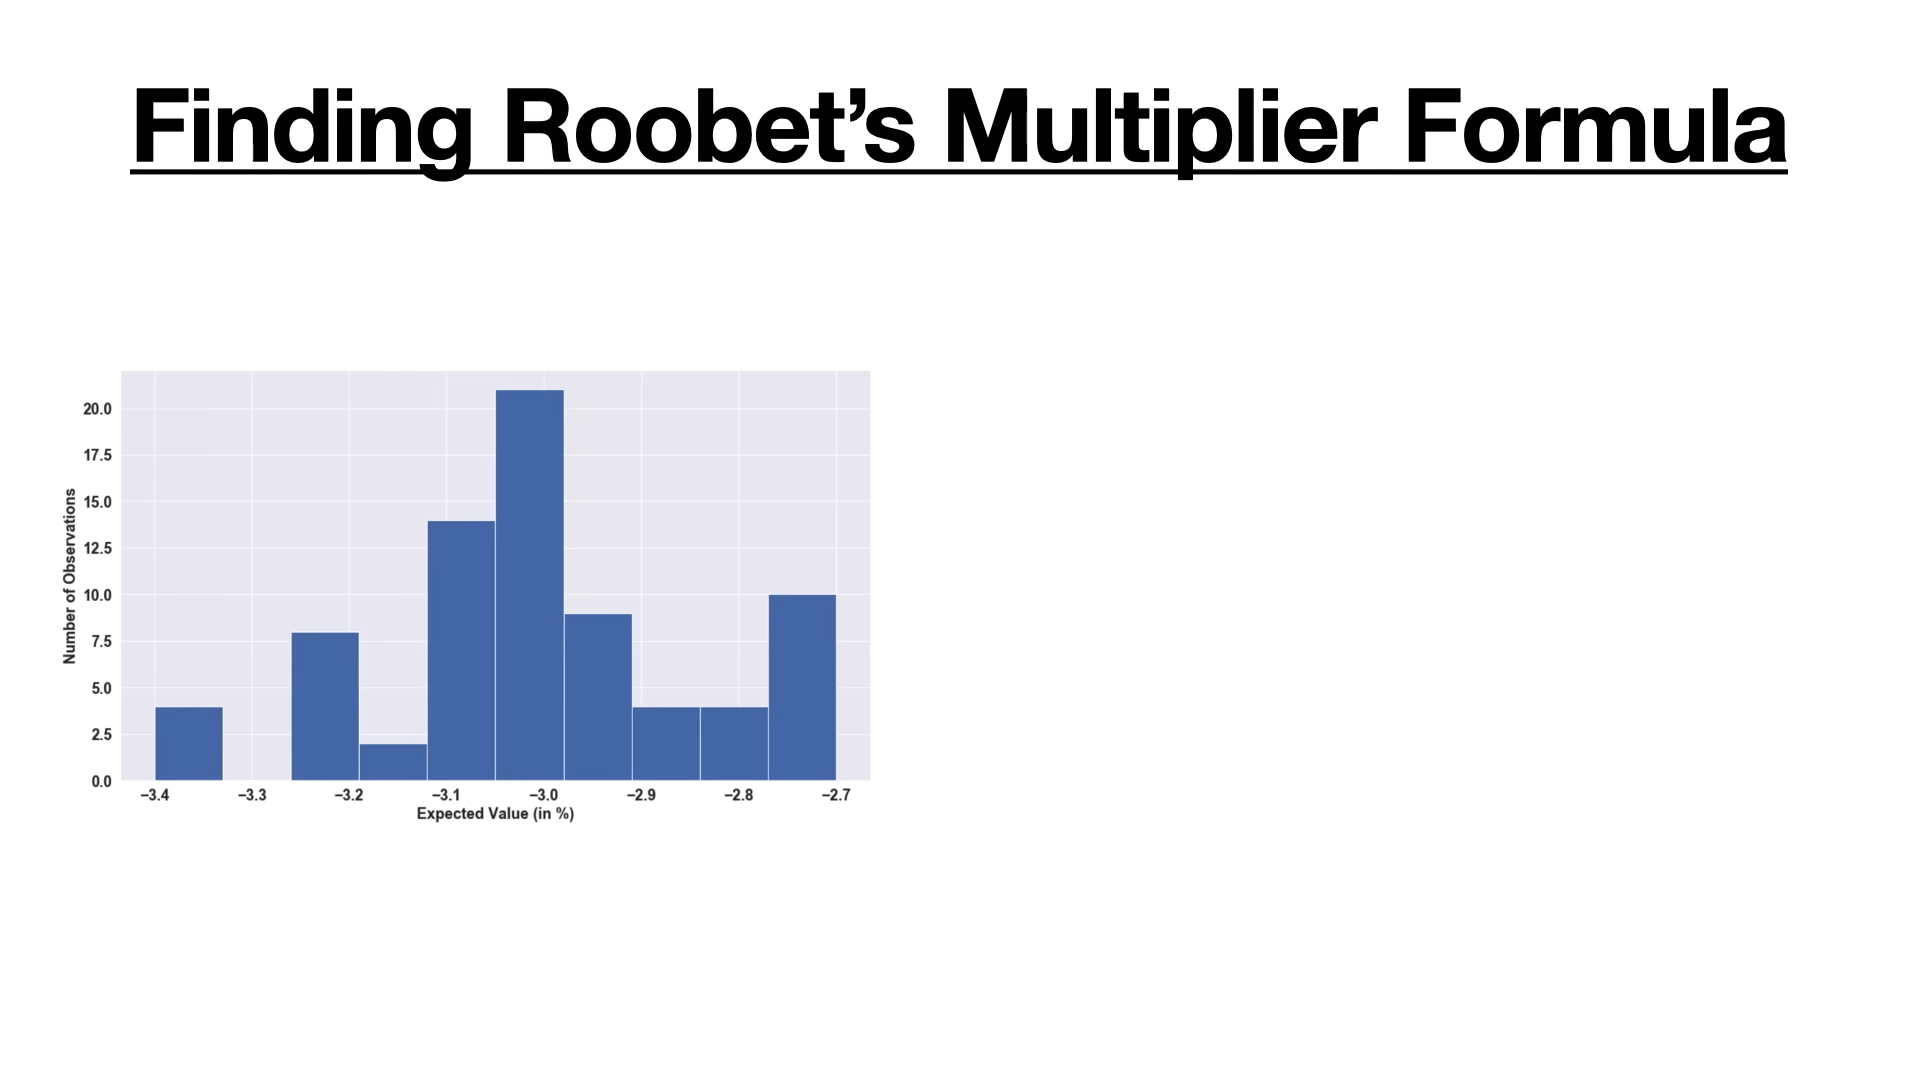 Finding Roobet’s Multiplier Formula
20.0
17.5
15.0
12.5
10.0
7.5
5.0
2.5
0.0
Number of Observations
−3.4 −3.3 −3.2 −3.1 −3.0 −2.9 −2.8 −2.7
Expected Value (in %)